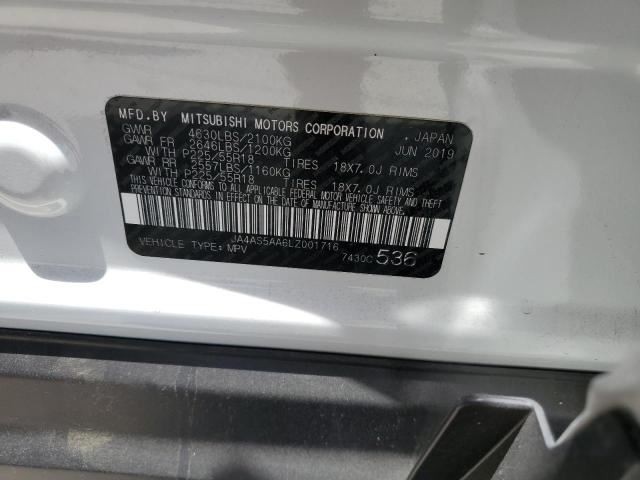 MFD.BY MITSUBISHI MOTORS CORPORATION , JAPAN
GVWR 4630LBS/2100KG JUN 2019
GAWR FR 2646LBS/1200KG
WITH P225/55R18 TIRES 18X7.0J RIMS
GAWR RR 2557LBS/1160KG
WITH P225/55R18 TIRES 18X7.0J RIMS
THIS VEHICLE CONFORMS TO ALL APPLICABLE FEDERAL MOTOR VEHICLE SAFETY AND THEFT
PREVENTION STANDARDS IN EFFECT ON THE DATE OF MANUFACTURE SHOWN ABOVE.
JA4AS5AA6LZ001716
VEHICLE TYPE: MPV 7430C 536